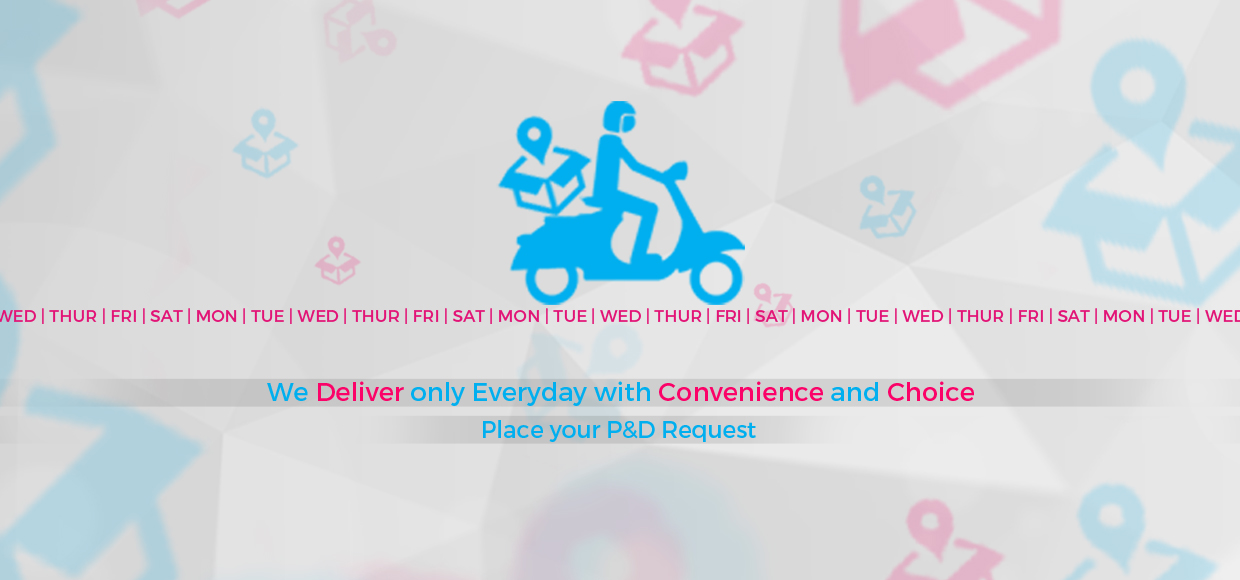 WED | THUR | FRI | SAT | MON | TUE | WED | THUR | FRI | SAT | MON | TUE | WED | THUR | FRI | SAT | MON | TUE | WED | THUR | FRI | SAT | MON | TUE | WED
We Deliver only Everyday with Convenience and Choice
Place your P&D Request